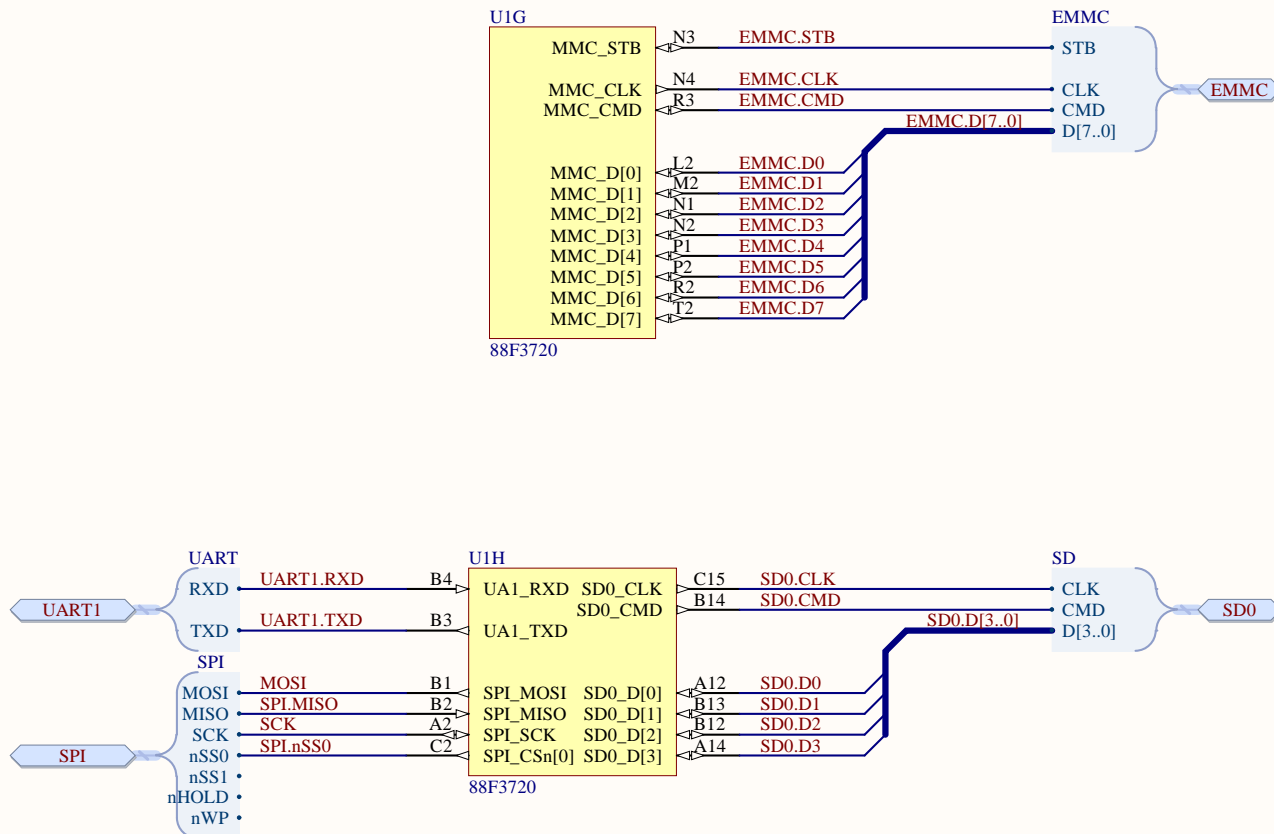 U1G EMMC
MMC_STB N3 EMMC.STB STB
MMC_CLK N4 EMMC.CLK CLK EMMC
MMC_CMD R3 EMMC.CMD CMD
EMMC.D[7..0] D[7..0]
MMC_D[0] L2 EMMC.D0
MMC_D[1] M2 EMMC.D1
MMC_D[2] N1 EMMC.D2
MMC_D[3] N2 EMMC.D3
MMC_D[4] P1 EMMC.D4
MMC_D[5] P2 EMMC.D5
MMC_D[6] R2 EMMC.D6
MMC_D[7] T2 EMMC.D7
88F3720
UART U1H SD
RXD UART1.RXD B4 UA1_RXD SD0_CLK C15 SD0.CLK CLK
UART1 SD0_CMD B14 SD0.CMD CMD SD0
TXD UART1.TXD B3 UA1_TXD SD0.D[3..0] D[3..0]
SPI
MOSI MOSI B1 SPI_MOSI SD0_D[0] A12 SD0.D0
MISO SPI.MISO B2 SPI_MISO SD0_D[1] B13 SD0.D1
SCK SCK A2 SPI_SCK SD0_D[2] B12 SD0.D2
SPI nSS0 SPI.nSS0 C2 SPI_CSn[0] SD0_D[3] A14 SD0.D3
nSS1
88F3720
nHOLD
nWP